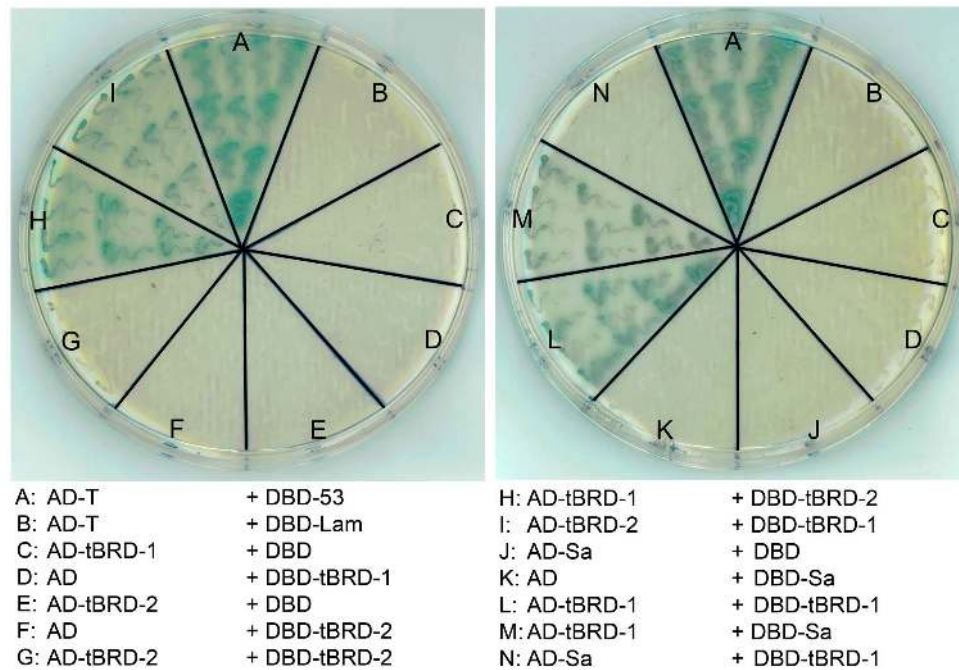 A
B
C
D
E
F
G
H
I
A
B
C
D
J
K
L
M
N
A: AD-T + DBD-53
B: AD-T + DBD-Lam
C: AD-tBRD-1 + DBD
D: AD + DBD-tBRD-1
E: AD-tBRD-2 + DBD
F: AD + DBD-tBRD-2
G: AD-tBRD-2 + DBD-tBRD-2
H: AD-tBRD-1 + DBD-tBRD-2
I: AD-tBRD-2 + DBD-tBRD-1
J: AD-Sa + DBD
K: AD + DBD-Sa
L: AD-tBRD-1 + DBD-tBRD-1
M: AD-tBRD-1 + DBD-Sa
N: AD-Sa + DBD-tBRD-1